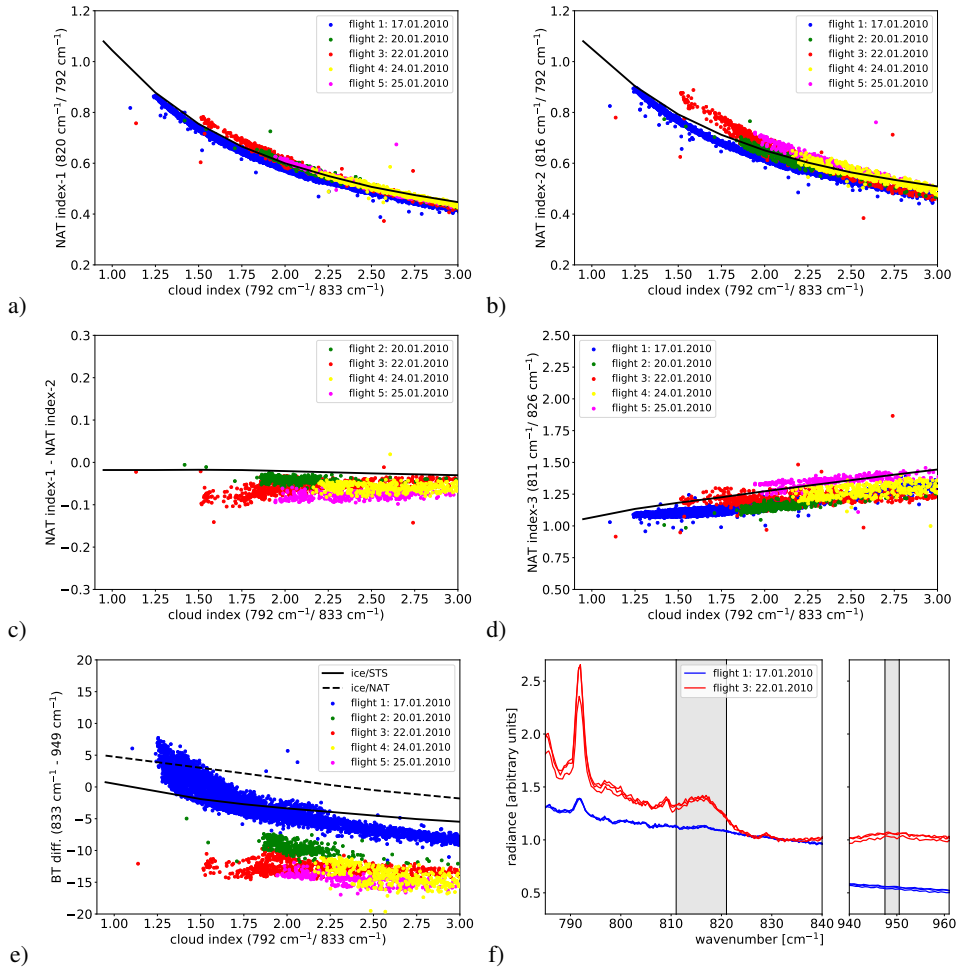 1.2
1.0
0.8
0.6
0.4
0.2
NAT index-1 (820 cm⁻¹/ 792 cm⁻¹)
flight 1: 17.01.2010
flight 2: 20.01.2010
flight 3: 22.01.2010
flight 4: 24.01.2010
flight 5: 25.01.2010
1.00 1.25 1.50 1.75 2.00 2.25 2.50 2.75 3.00
cloud index (792 cm⁻¹/ 833 cm⁻¹)
a)
1.2
1.0
0.8
0.6
0.4
0.2
NAT index-2 (816 cm⁻¹/ 792 cm⁻¹)
flight 1: 17.01.2010
flight 2: 20.01.2010
flight 3: 22.01.2010
flight 4: 24.01.2010
flight 5: 25.01.2010
1.00 1.25 1.50 1.75 2.00 2.25 2.50 2.75 3.00
cloud index (792 cm⁻¹/ 833 cm⁻¹)
b)
0.3
0.2
0.1
0.0
−0.1
−0.2
−0.3
NAT index-1 - NAT index-2
flight 2: 20.01.2010
flight 3: 22.01.2010
flight 4: 24.01.2010
flight 5: 25.01.2010
1.00 1.25 1.50 1.75 2.00 2.25 2.50 2.75 3.00
cloud index (792 cm⁻¹/ 833 cm⁻¹)
c)
2.50
2.25
2.00
1.75
1.50
1.25
1.00
0.75
0.50
NAT index-3 (811 cm⁻¹/ 826 cm⁻¹)
flight 1: 17.01.2010
flight 2: 20.01.2010
flight 3: 22.01.2010
flight 4: 24.01.2010
flight 5: 25.01.2010
1.00 1.25 1.50 1.75 2.00 2.25 2.50 2.75 3.00
cloud index (792 cm⁻¹/ 833 cm⁻¹)
d)
20
15
10
5
0
−5
−10
−15
−20
BT diff. (833 cm⁻¹ - 949 cm⁻¹)
ice/STS
ice/NAT
flight 1: 17.01.2010
flight 2: 20.01.2010
flight 3: 22.01.2010
flight 4: 24.01.2010
flight 5: 25.01.2010
1.00 1.25 1.50 1.75 2.00 2.25 2.50 2.75 3.00
cloud index (792 cm⁻¹/ 833 cm⁻¹)
e)
2.5
2.0
1.5
1.0
0.5
radiance [arbitrary units]
flight 1: 17.01.2010
flight 3: 22.01.2010
790 800 810 820 830 840 940 950 960
wavenumber [cm⁻¹]
f)